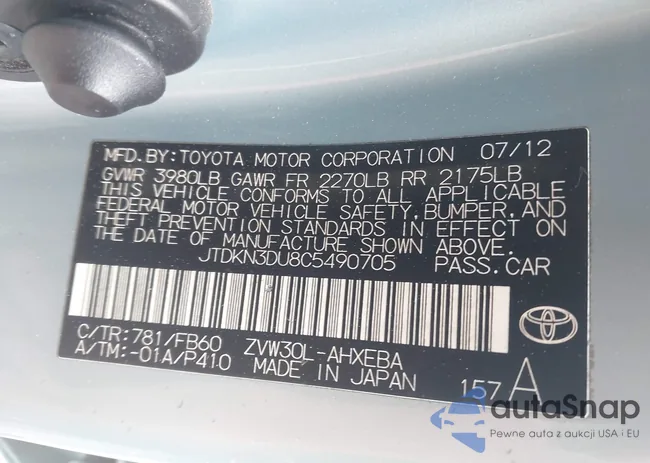 MFD. BY: TOYOTA MOTOR CORPORATION 07/12
GVWR 3980LB GAWR FR 2270LB RR 2175LB
THIS VEHICLE CONFORMS TO ALL APPLICABLE
FEDERAL MOTOR VEHICLE SAFETY, BUMPER, AND
THEFT PREVENTION STANDARDS IN EFFECT ON
THE DATE OF MANUFACTURE SHOWN ABOVE.
JTDKN3DU8C5490705 PASS. CAR
C/TR: 781/FB60 ZVW30L-AHXEBA
A/TM: -01A/P410 MADE IN JAPAN 157 A
autoSnap
Pewne auta z aukcji USA i EU